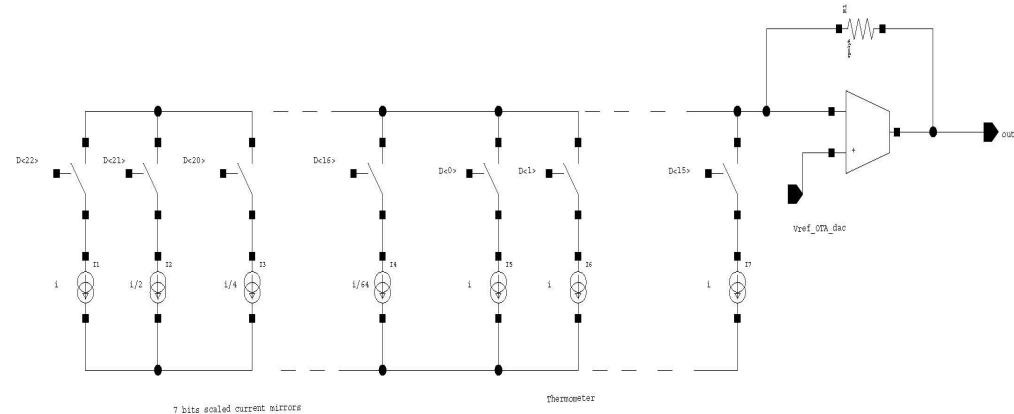 R1
D<22>
D<21>
D<20>
D<16>
D<0>
D<1>
D<15>
out
Vref_OTA_dac
I1
I2
I3
I4
I5
I6
I7
i
i/2
i/4
i/64
i
i
i
+
7 bits scaled current mirrors
Thermometer